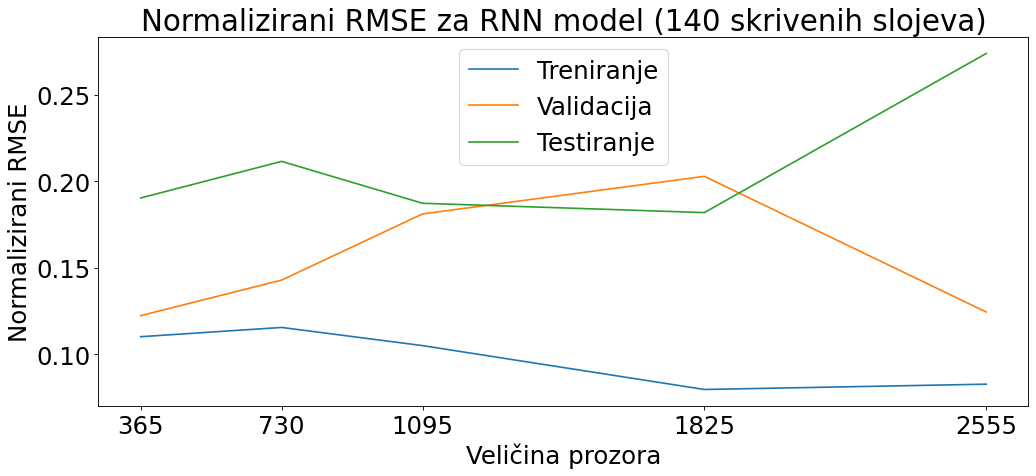 Normalizirani RMSE za RNN model (140 skrivenih slojeva)
Treniranje
Validacija
Testiranje
Normalizirani RMSE
0.25
0.20
0.15
0.10
365 730 1095 1825 2555
Veličina prozora